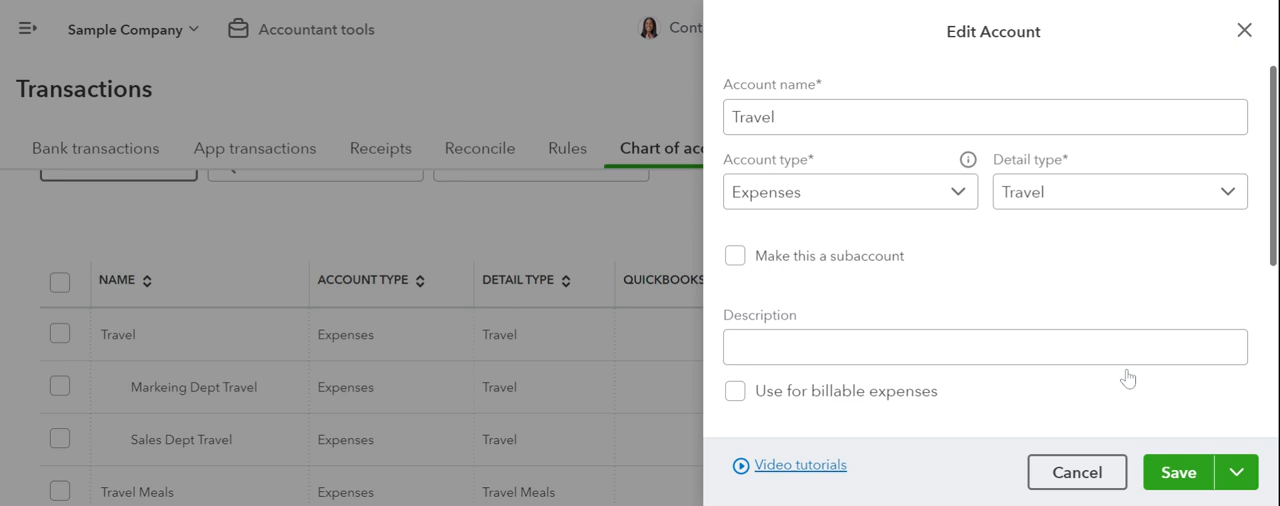 Sample Company
Accountant tools
Cont
Transactions
Bank transactions
App transactions
Receipts
Reconcile
Rules
Chart of acc
NAME
ACCOUNT TYPE
DETAIL TYPE
QUICKBOOKS
Travel
Expenses
Travel
Markeing Dept Travel
Expenses
Travel
Sales Dept Travel
Expenses
Travel
Travel Meals
Expenses
Travel Meals
Edit Account
Account name*
Travel
Account type*
Detail type*
Expenses
Travel
Make this a subaccount
Description
Use for billable expenses
Video tutorials
Cancel
Save